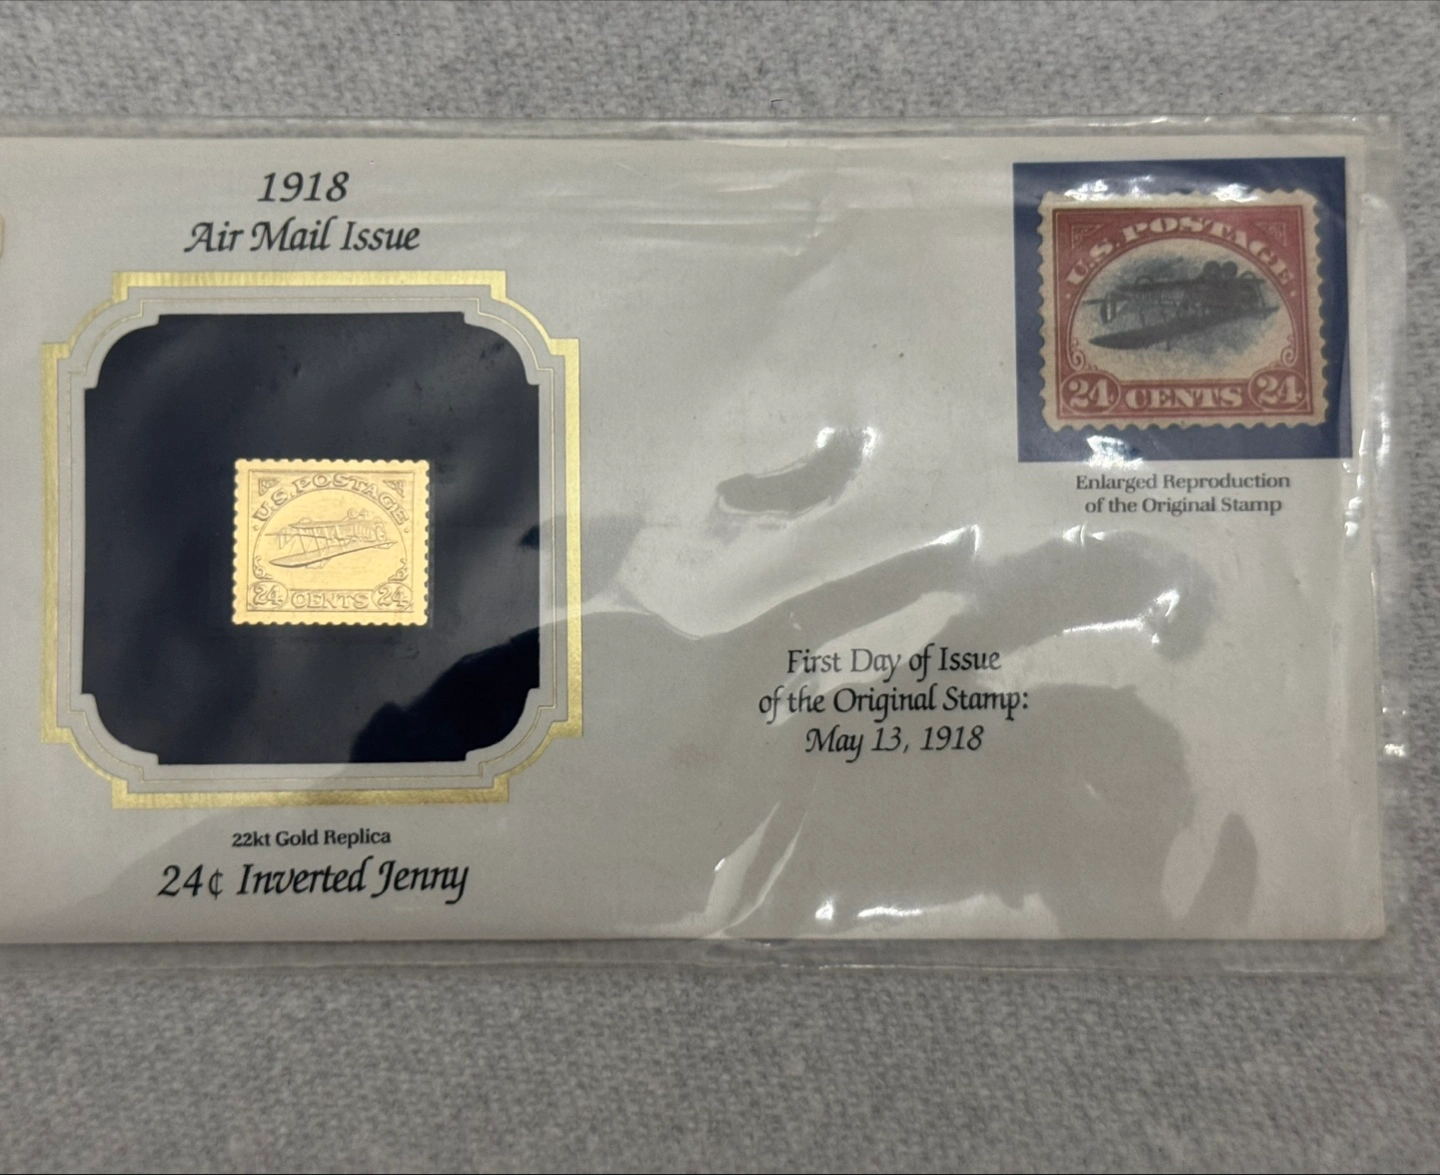 1918
Air Mail Issue
U.S. POSTAGE
24 CENTS 24
22kt Gold Replica
24¢ Inverted Jenny
U.S. POSTAGE
24 CENTS 24
Enlarged Reproduction
of the Original Stamp
First Day of Issue
of the Original Stamp:
May 13, 1918